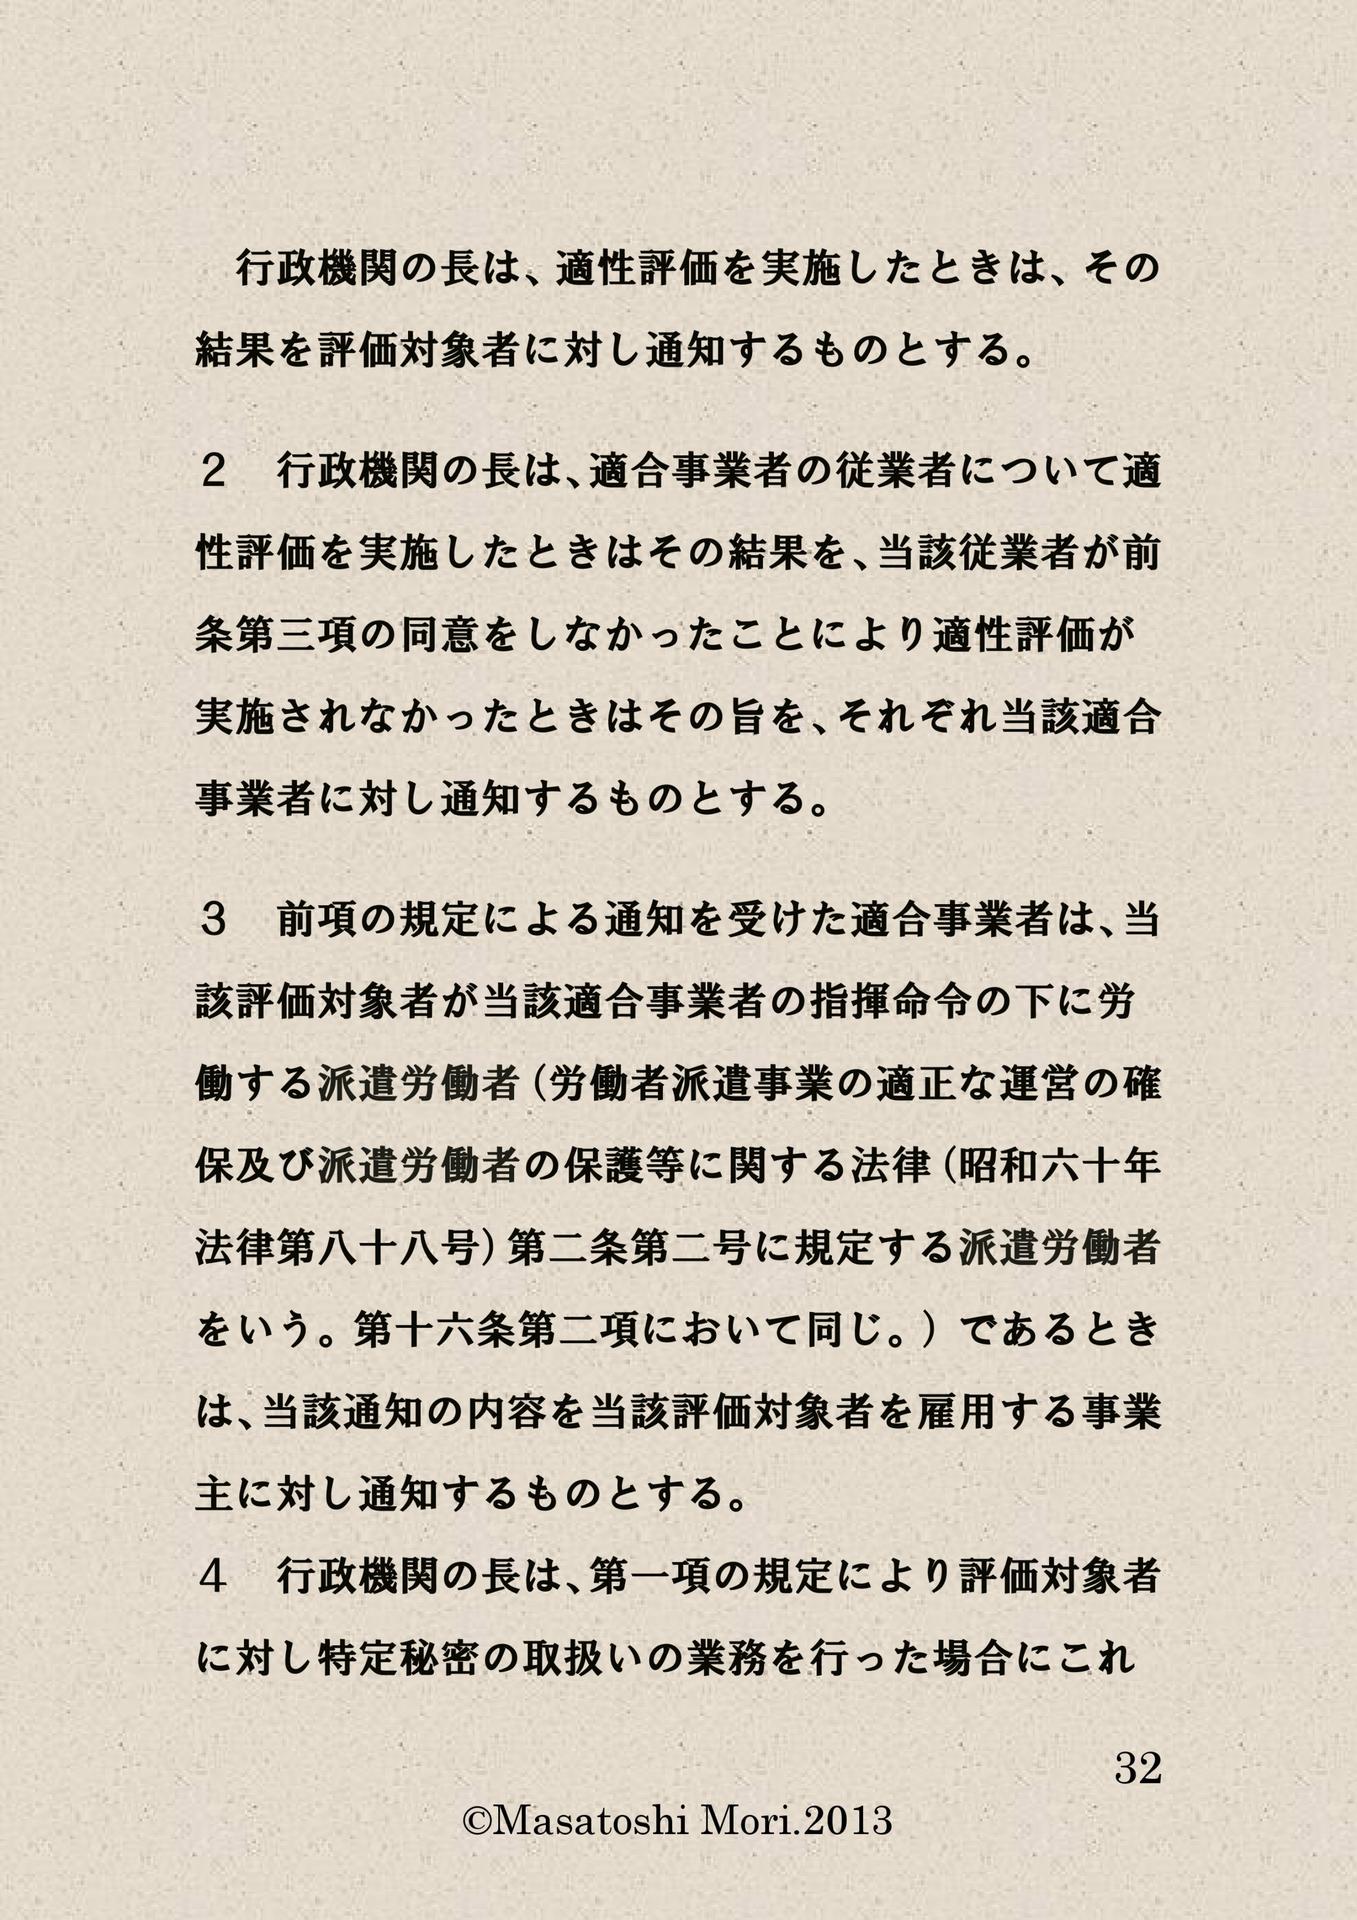 行政機関の長は、適性評価を実施したときは、その
結果を評価対象者に対し通知するものとする。
２　行政機関の長は、適合事業者の従業者について適
性評価を実施したときはその結果を、当該従業者が前
条第三項の同意をしなかったことにより適性評価が
実施されなかったときはその旨を、それぞれ当該適合
事業者に対し通知するものとする。
３　前項の規定による通知を受けた適合事業者は、当
該評価対象者が当該適合事業者の指揮命令の下に労
働する派遣労働者（労働者派遣事業の適正な運営の確
保及び派遣労働者の保護等に関する法律（昭和六十年
法律第八十八号）第二条第二号に規定する派遣労働者
をいう。第十六条第二項において同じ。）であるとき
は、当該通知の内容を当該評価対象者を雇用する事業
主に対し通知するものとする。
４　行政機関の長は、第一項の規定により評価対象者
に対し特定秘密の取扱いの業務を行った場合にこれ
32
©Masatoshi Mori.2013